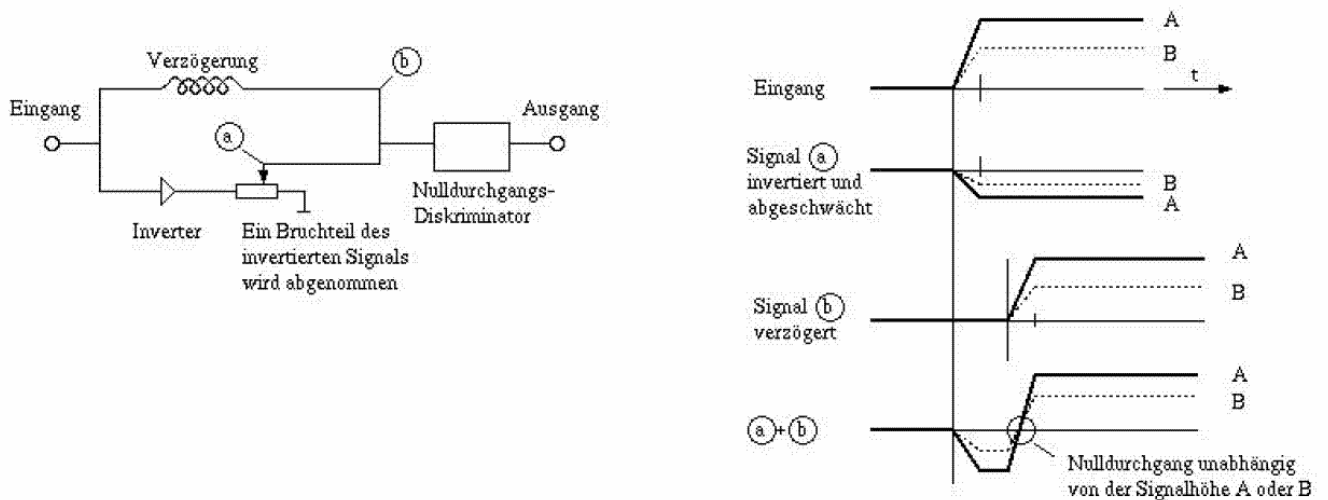 Verzögerung
b
Eingang
Ausgang
a
Nulldurchgangs-
Diskriminator
Inverter
Ein Bruchteil des
invertierten Signals
wird abgenommen
A
B
Eingang
t
Signal a
invertiert und
abgeschwächt
B
A
A
Signal b
verzögert
B
A
B
a+b
Nulldurchgang unabhängig
von der Signalhöhe A oder B